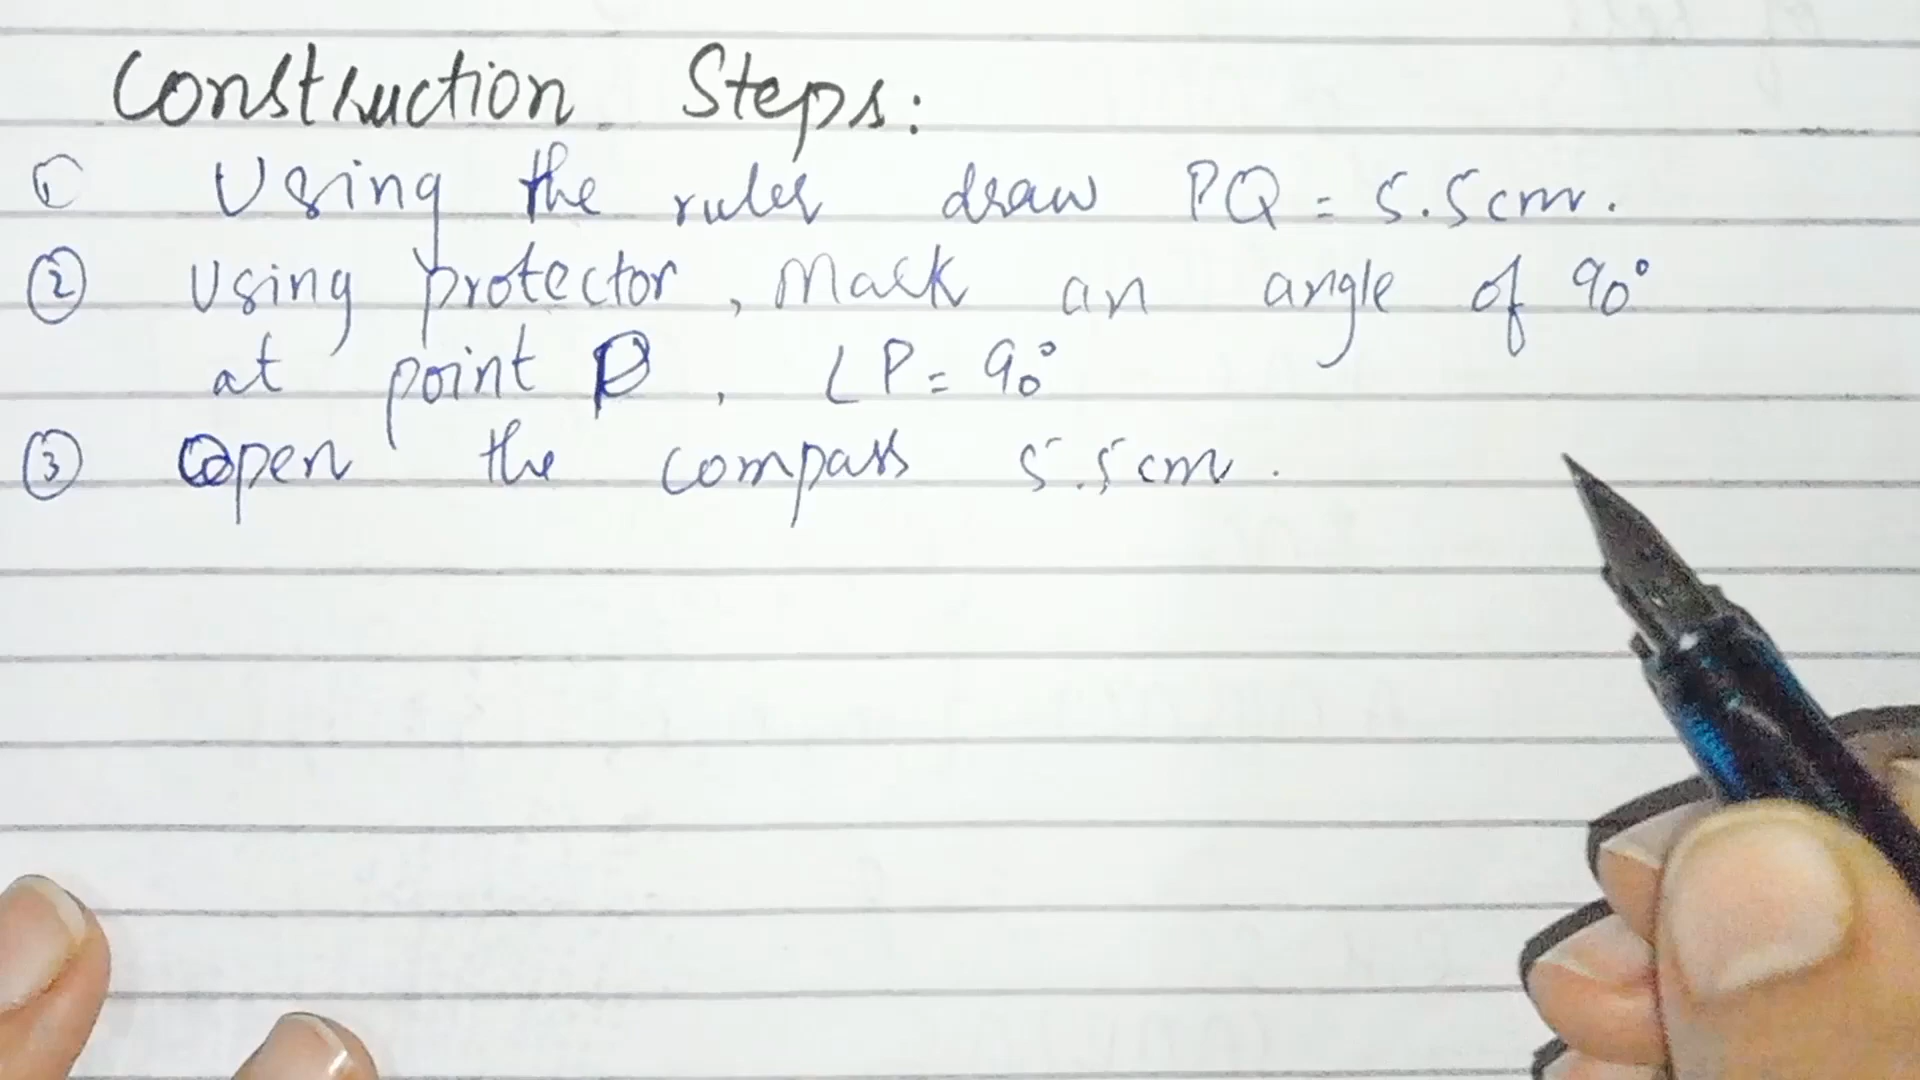 Construction Steps:
① Using the ruler draw PQ = 5.5cm.
② Using protector, Mark an angle of 90°
at point P, ∠P = 90°
③ Open the compass 5.5cm.